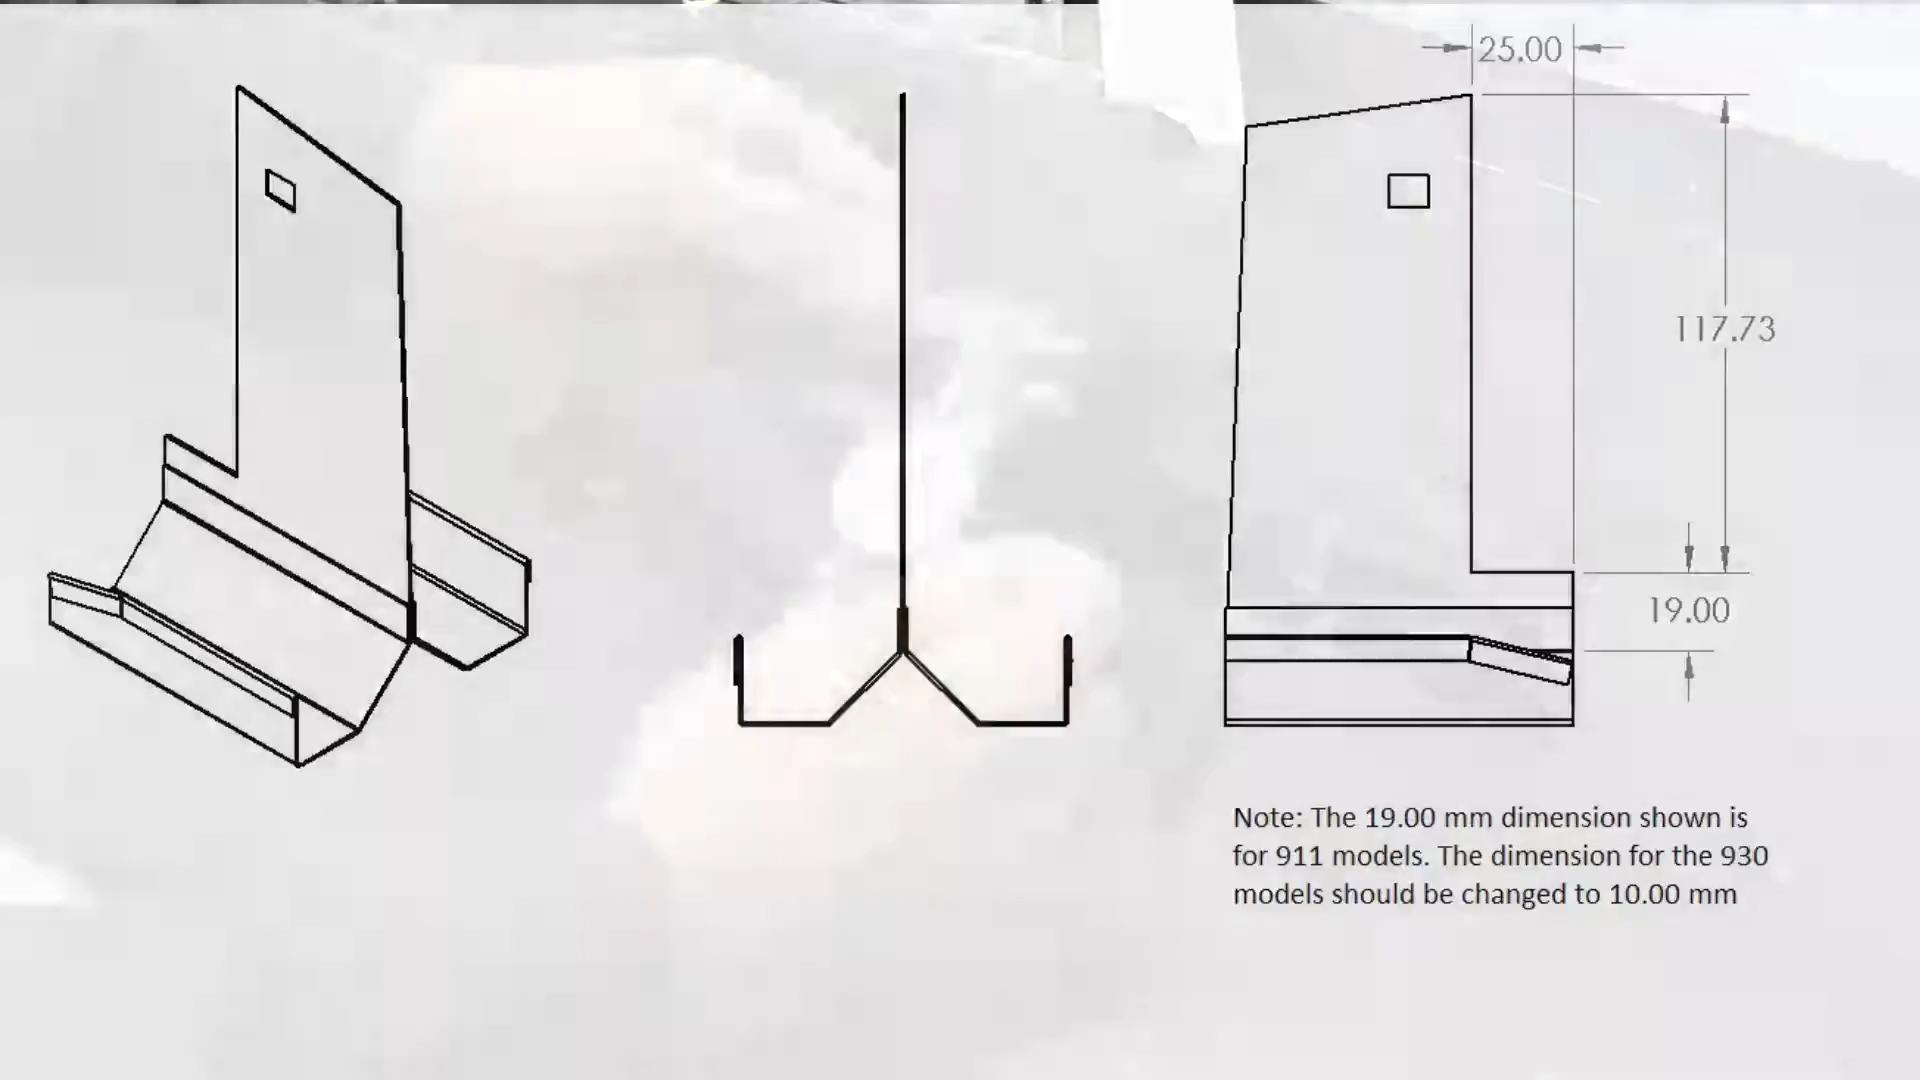 25.00
117.73
19.00
Note: The 19.00 mm dimension shown is
for 911 models. The dimension for the 930
models should be changed to 10.00 mm